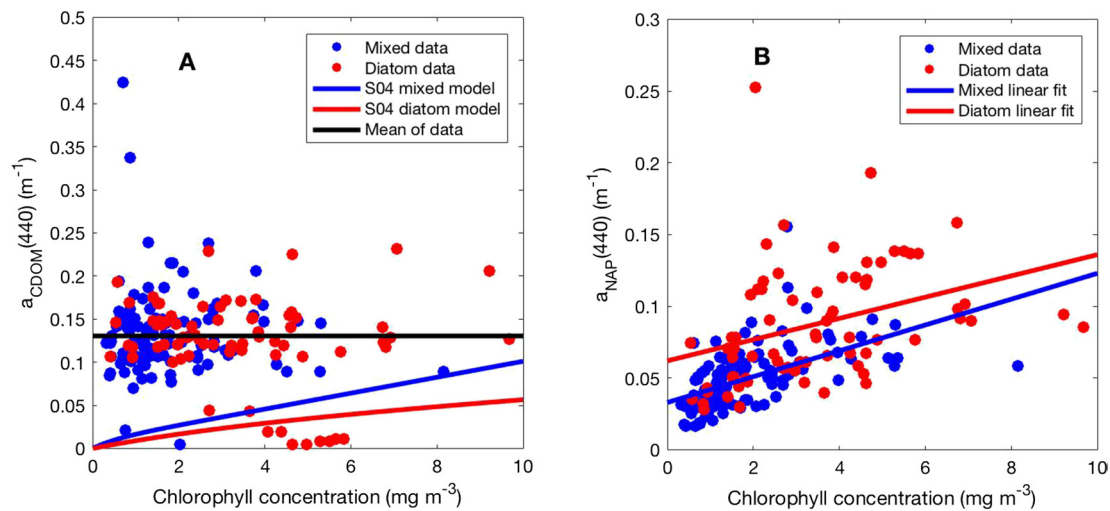 A
Mixed data
Diatom data
S04 mixed model
S04 diatom model
Mean of data
a_CDOM(440) (m⁻¹)
0.5
0.45
0.4
0.35
0.3
0.25
0.2
0.15
0.1
0.05
0
0 2 4 6 8 10
Chlorophyll concentration (mg m⁻³)
B
Mixed data
Diatom data
Mixed linear fit
Diatom linear fit
a_NAP(440) (m⁻¹)
0.3
0.25
0.2
0.15
0.1
0.05
0
0 2 4 6 8 10
Chlorophyll concentration (mg m⁻³)